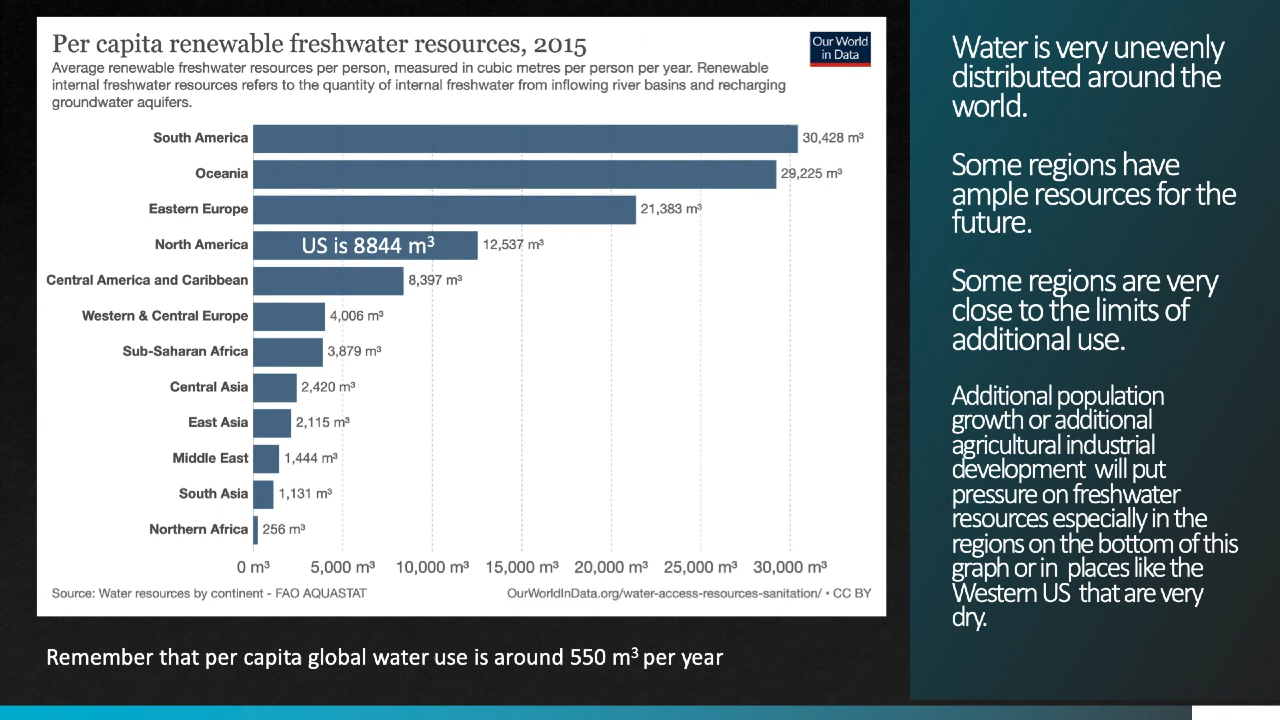 Per capita renewable freshwater resources, 2015
Our World
in Data
Average renewable freshwater resources per person, measured in cubic metres per person per year. Renewable
internal freshwater resources refers to the quantity of internal freshwater from inflowing river basins and recharging
groundwater aquifers.
South America 30,428 m³
Oceania 29,225 m³
Eastern Europe 21,383 m³
North America US is 8844 m³ 12,537 m³
Central America and Caribbean 8,397 m³
Western & Central Europe 4,006 m³
Sub-Saharan Africa 3,879 m³
Central Asia 2,420 m³
East Asia 2,115 m³
Middle East 1,444 m³
South Asia 1,131 m³
Northern Africa 256 m³
0 m³ 5,000 m³ 10,000 m³ 15,000 m³ 20,000 m³ 25,000 m³ 30,000 m³
Source: Water resources by continent - FAO AQUASTAT
OurWorldInData.org/water-access-resources-sanitation/ • CC BY
Remember that per capita global water use is around 550 m³ per year
Water is very unevenly
distributed around the
world.
Some regions have
ample resources for the
future.
Some regions are very
close to the limits of
additional use.
Additional population
growth or additional
agricultural industrial
development will put
pressure on freshwater
resources especially in the
regions on the bottom of this
graph or in places like the
Western US that are very
dry.